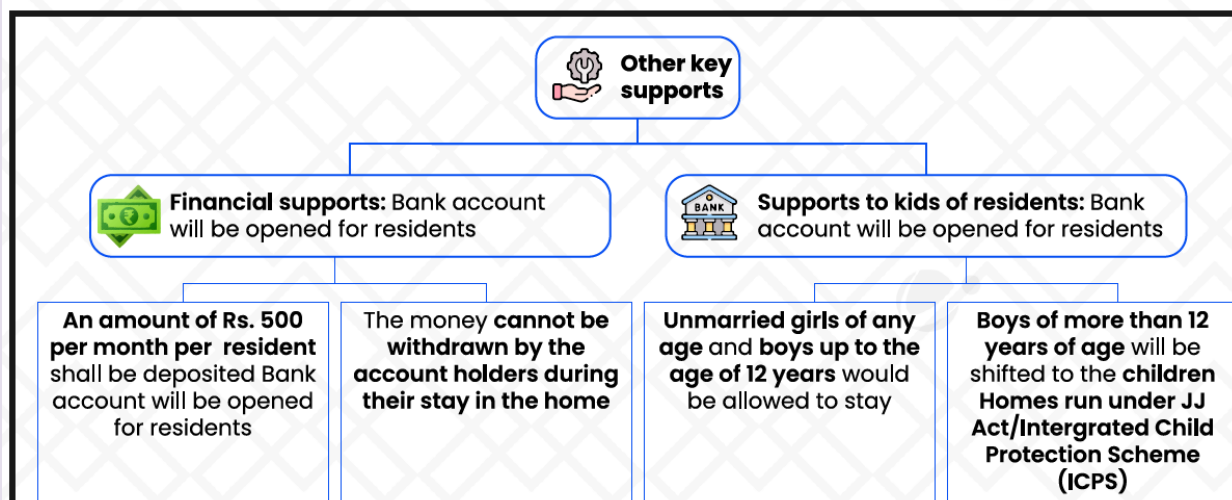 Other key
supports
Financial supports: Bank account
will be opened for residents
BANK
Supports to kids of residents: Bank
account will be opened for residents
An amount of Rs. 500
per month per resident
shall be deposited Bank
account will be opened
for residents
The money cannot be
withdrawn by the
account holders during
their stay in the home
Unmarried girls of any
age and boys up to the
age of 12 years would
be allowed to stay
Boys of more than 12
years of age will be
shifted to the children
Homes run under JJ
Act/Intergrated Child
Protection Scheme
(ICPS)